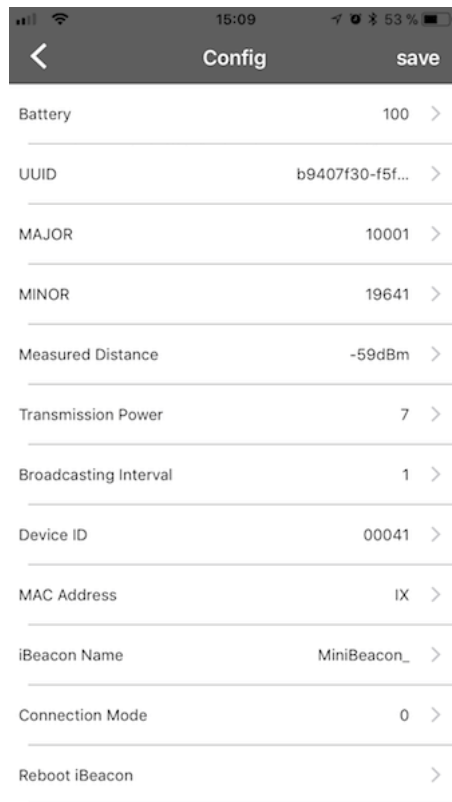 15:09 53 %
Config save
Battery 100
UUID b9407f30-f5f...
MAJOR 10001
MINOR 19641
Measured Distance -59dBm
Transmission Power 7
Broadcasting Interval 1
Device ID 00041
MAC Address IX
iBeacon Name MiniBeacon_
Connection Mode 0
Reboot iBeacon